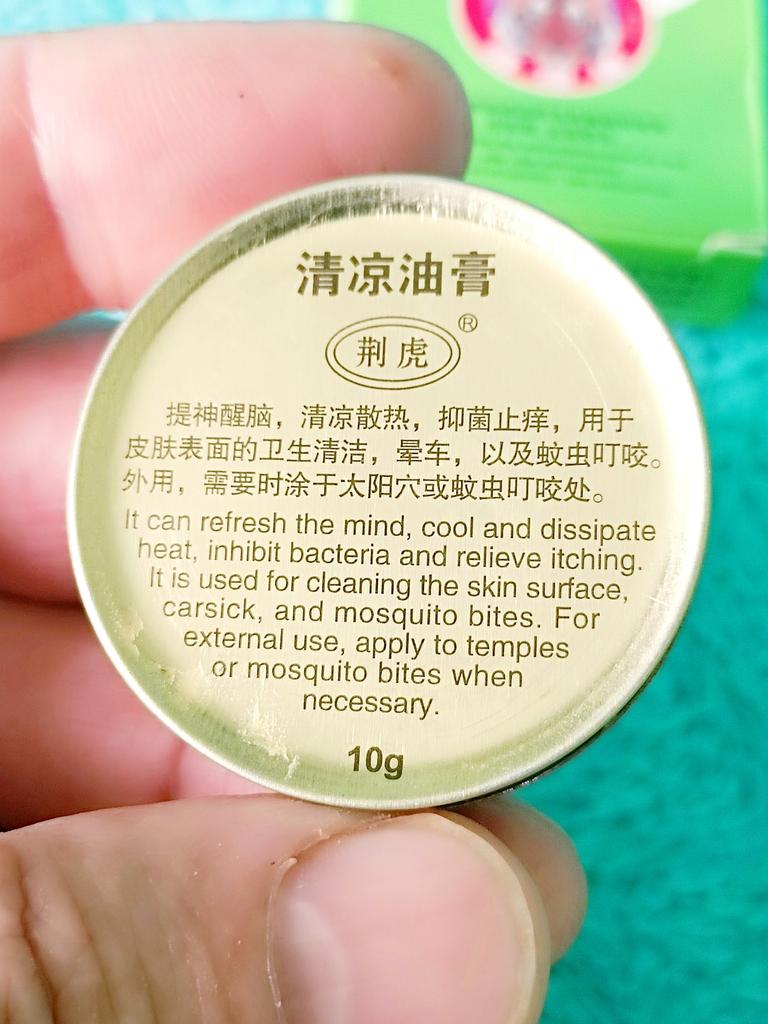 清凉油膏
荆虎®
提神醒脑，清凉散热，抑菌止痒，用于
皮肤表面的卫生清洁，晕车，以及蚊虫叮咬。
外用，需要时涂于太阳穴或蚊虫叮咬处。
It can refresh the mind, cool and dissipate
heat, inhibit bacteria and relieve itching.
It is used for cleaning the skin surface,
carsick, and mosquito bites. For
external use, apply to temples
or mosquito bites when
necessary.
10g